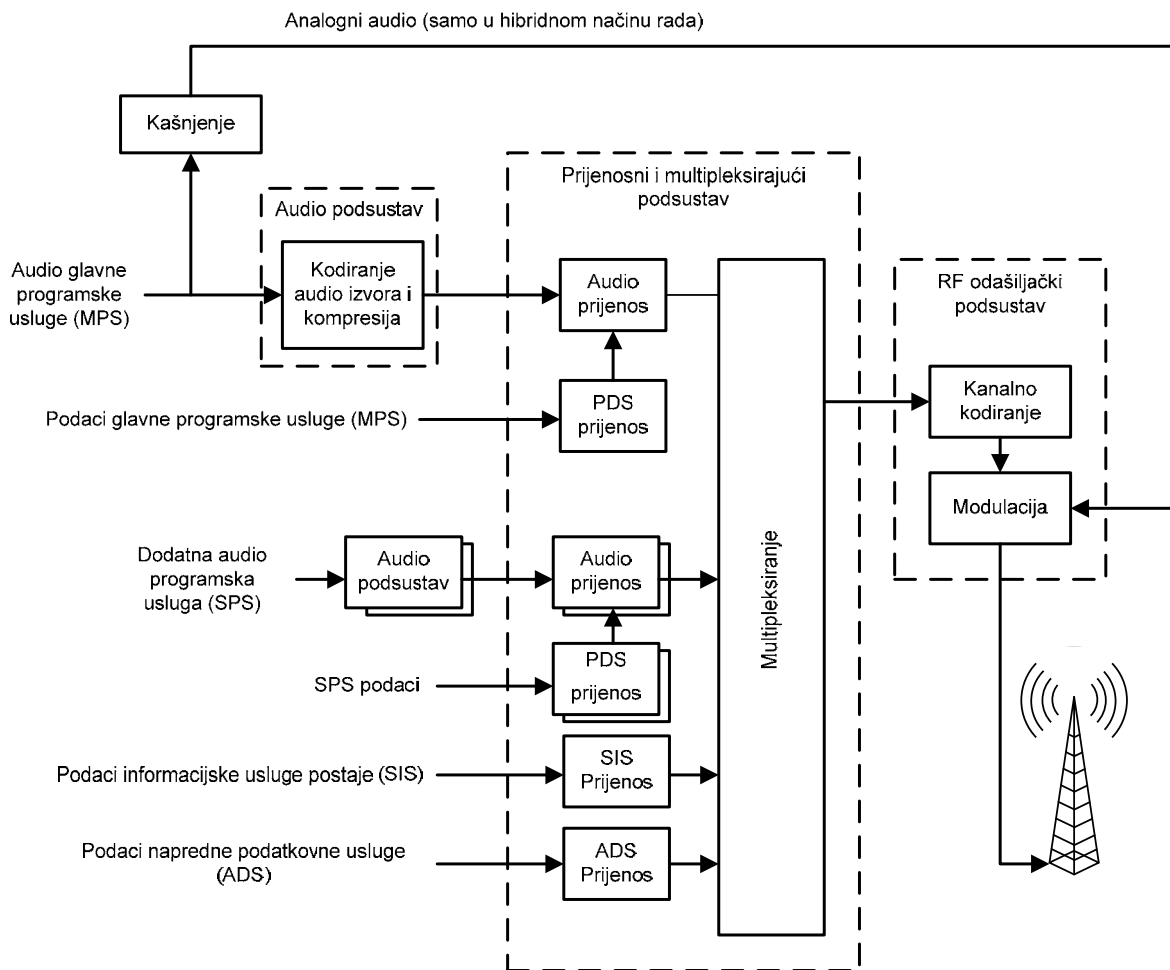 Analogni audio (samo u hibridnom načinu rada)
Kašnjenje
Prijenosni i multipleksirajući
podsustav
Audio podsustav
Audio glavne
programske
usluge (MPS)
Kodiranje
audio izvora i
kompresija
Audio
prijenos
RF odašiljački
podsustav
Podaci glavne programske usluge (MPS)
PDS
prijenos
Kanalno
kodiranje
Modulacija
Dodatna audio
programska
usluga (SPS)
Audio
podsustav
Audio
prijenos
Multipleksiranje
SPS podaci
PDS
prijenos
Podaci informacijske usluge postaje (SIS)
SIS
Prijenos
Podaci napredne podatkovne usluge
(ADS)
ADS
Prijenos